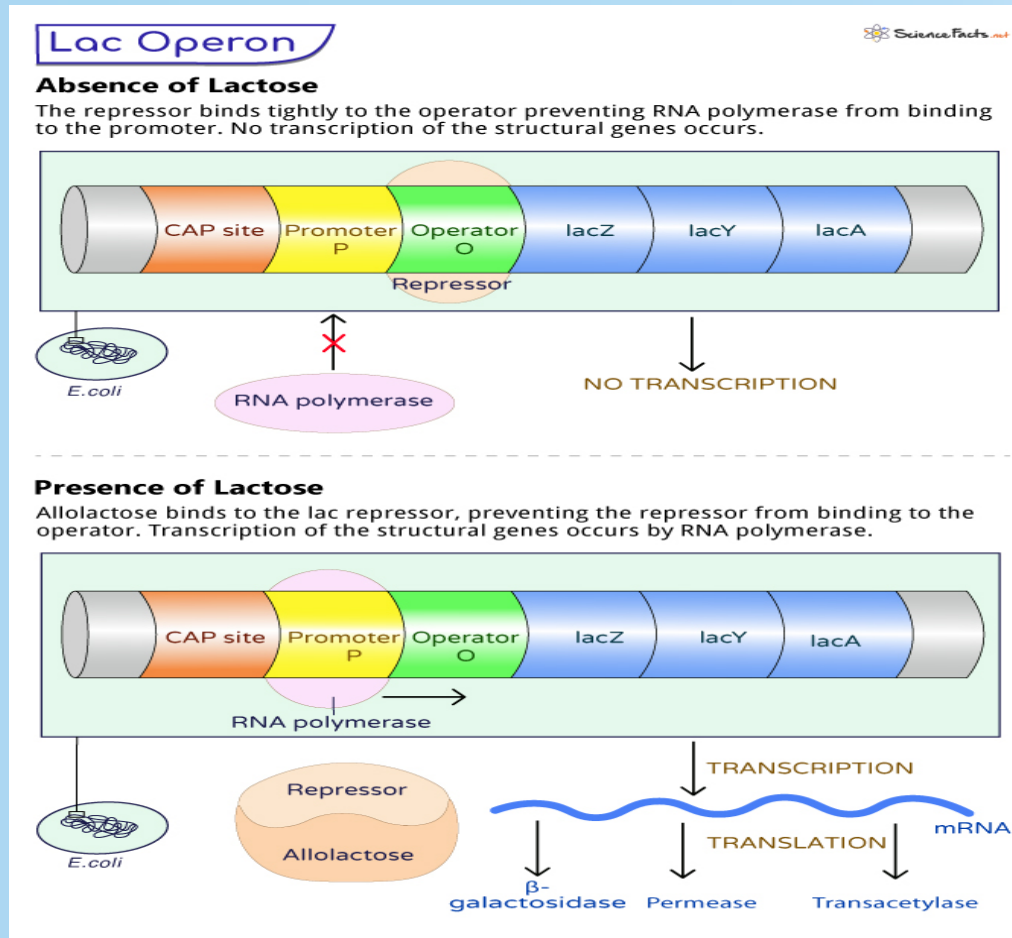 Lac Operon
Science Facts.net
Absence of Lactose
The repressor binds tightly to the operator preventing RNA polymerase from binding
to the promoter. No transcription of the structural genes occurs.
CAP site
Promoter
P
Operator
O
lacZ
lacY
lacA
Repressor
E.coli
RNA polymerase
NO TRANSCRIPTION
Presence of Lactose
Allolactose binds to the lac repressor, preventing the repressor from binding to the
operator. Transcription of the structural genes occurs by RNA polymerase.
CAP site
Promoter
P
Operator
O
lacZ
lacY
lacA
RNA polymerase
E.coli
Repressor
Allolactose
TRANSCRIPTION
mRNA
TRANSLATION
β-
galactosidase
Permease
Transacetylase